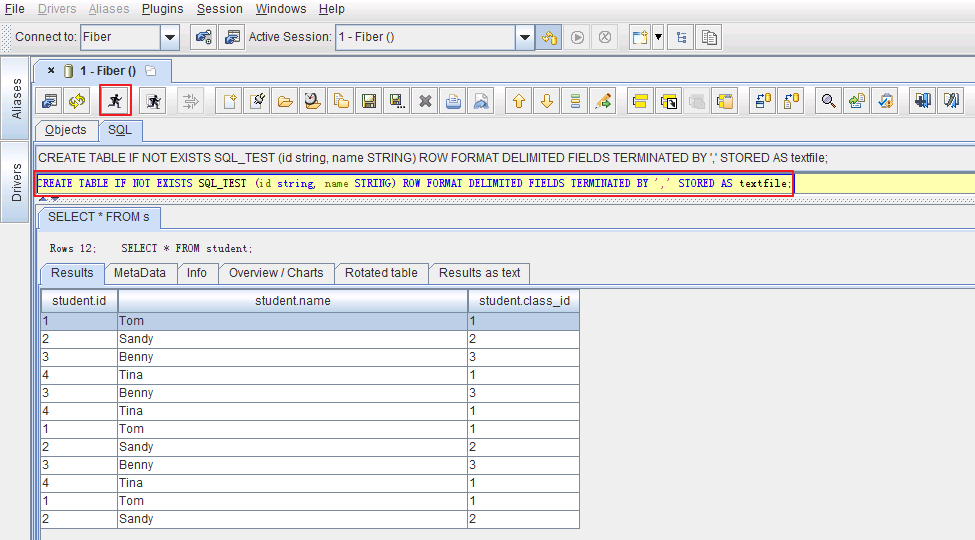 File Drivers Aliases Plugins Session Windows Help
Connect to: Fiber Active Session: 1 - Fiber ()
Aliases
Drivers
1 - Fiber ()
Objects SQL
CREATE TABLE IF NOT EXISTS SQL_TEST (id string, name STRING) ROW FORMAT DELIMITED FIELDS TERMINATED BY ',' STORED AS textfile;
CREATE TABLE IF NOT EXISTS SQL_TEST (id string, name STRING) ROW FORMAT DELIMITED FIELDS TERMINATED BY ',' STORED AS textfile;
SELECT * FROM s
Rows 12; SELECT * FROM student;
Results MetaData Info Overview / Charts Rotated table Results as text
student.id student.name student.class_id
1 Tom 1
2 Sandy 2
3 Benny 3
4 Tina 1
3 Benny 3
4 Tina 1
1 Tom 1
2 Sandy 2
3 Benny 3
4 Tina 1
1 Tom 1
2 Sandy 2